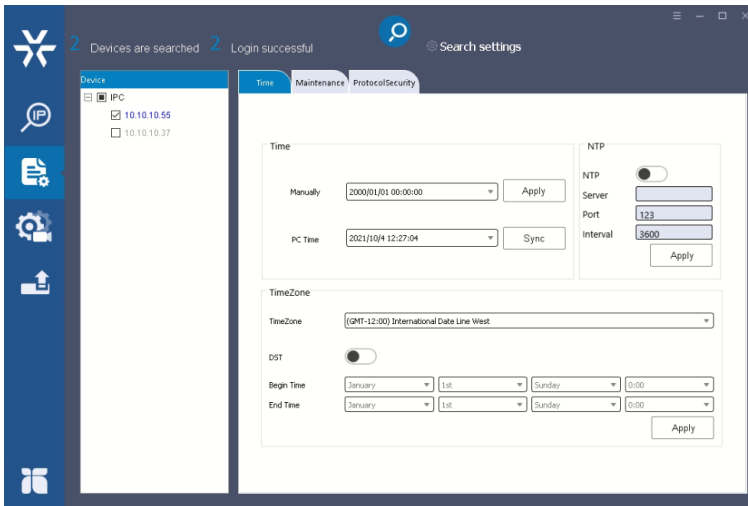 2 Devices are searched 2 Login successful
Search settings
Device
IPC
10.10.10.55
10.10.10.37
Time Maintenance ProtocolSecurity
IP
Time
Manually 2000/01/01 00:00:00 Apply
PC Time 2021/10/4 12:27:04 Sync
NTP
NTP
Server
Port 123
Interval 3600
Apply
TimeZone
TimeZone (GMT-12:00) International Date Line West
DST
Begin Time January 1st Sunday 0:00
End Time January 1st Sunday 0:00
Apply